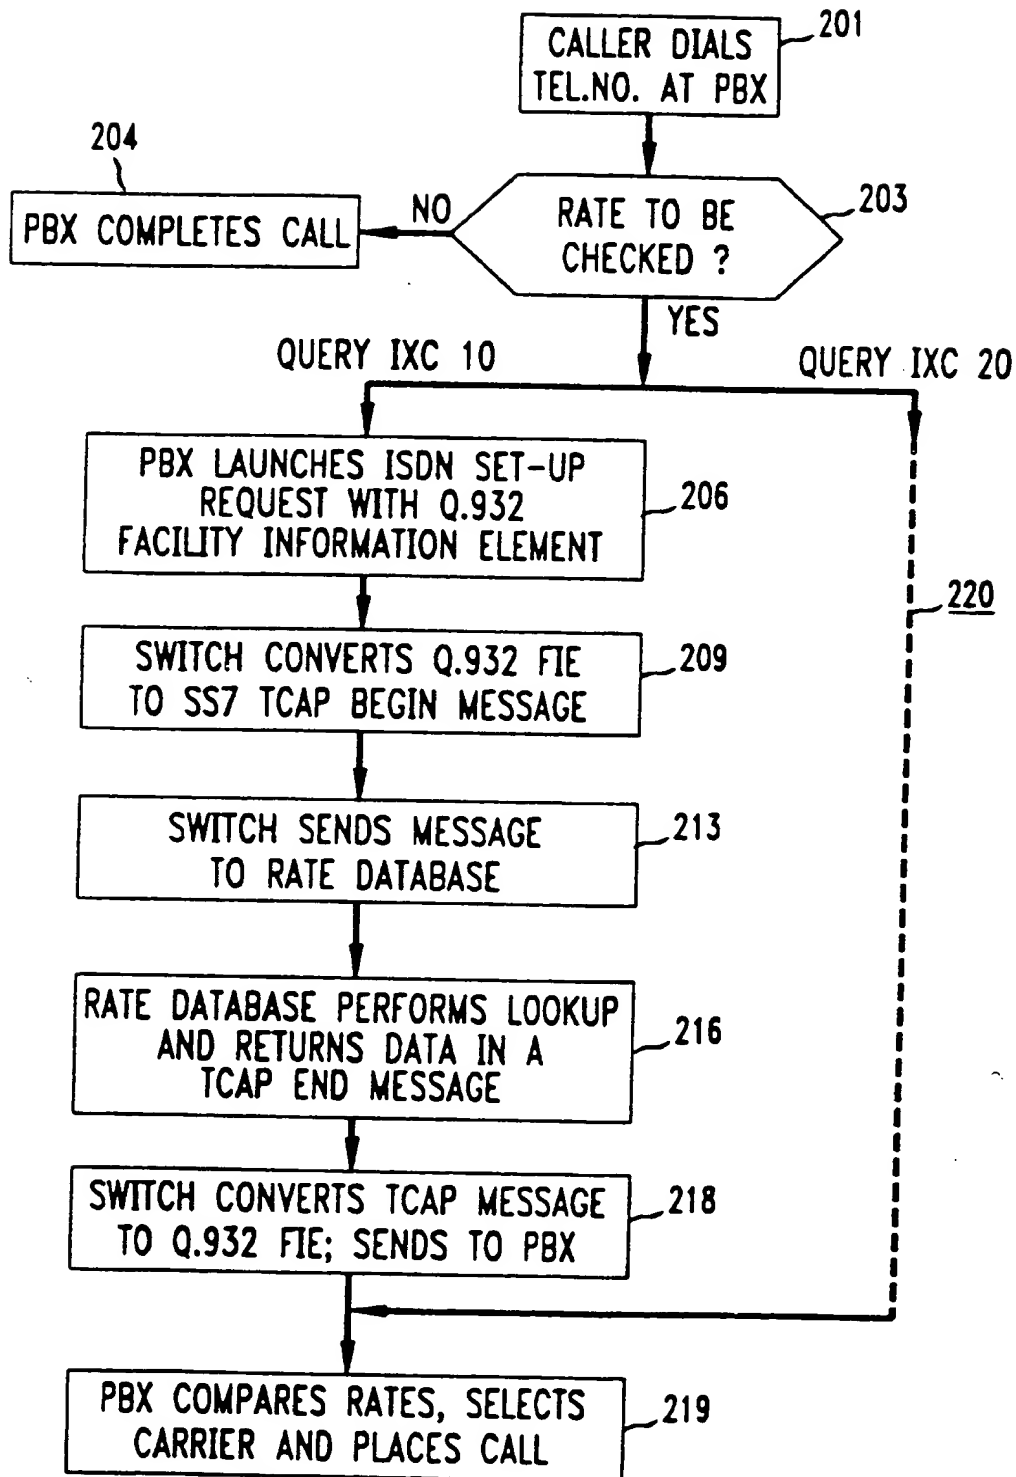 CALLER DIALS
TEL.NO. AT PBX
201
204
PBX COMPLETES CALL
NO
RATE TO BE
CHECKED ?
203
YES
QUERY IXC 10
QUERY IXC 20
PBX LAUNCHES ISDN SET-UP
REQUEST WITH Q.932
FACILITY INFORMATION ELEMENT
206
220
SWITCH CONVERTS Q.932 FIE
TO SS7 TCAP BEGIN MESSAGE
209
SWITCH SENDS MESSAGE
TO RATE DATABASE
213
RATE DATABASE PERFORMS LOOKUP
AND RETURNS DATA IN A
TCAP END MESSAGE
216
SWITCH CONVERTS TCAP MESSAGE
TO Q.932 FIE; SENDS TO PBX
218
PBX COMPARES RATES, SELECTS
CARRIER AND PLACES CALL
219